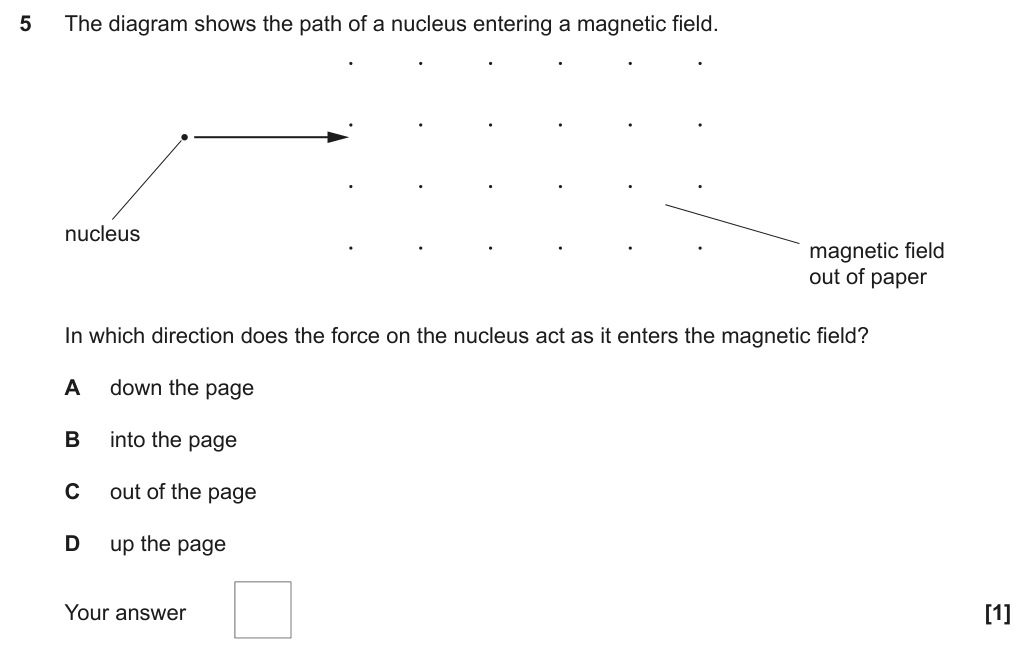 5 The diagram shows the path of a nucleus entering a magnetic field.
nucleus
magnetic field
out of paper
In which direction does the force on the nucleus act as it enters the magnetic field?
A down the page
B into the page
C out of the page
D up the page
Your answer [1]